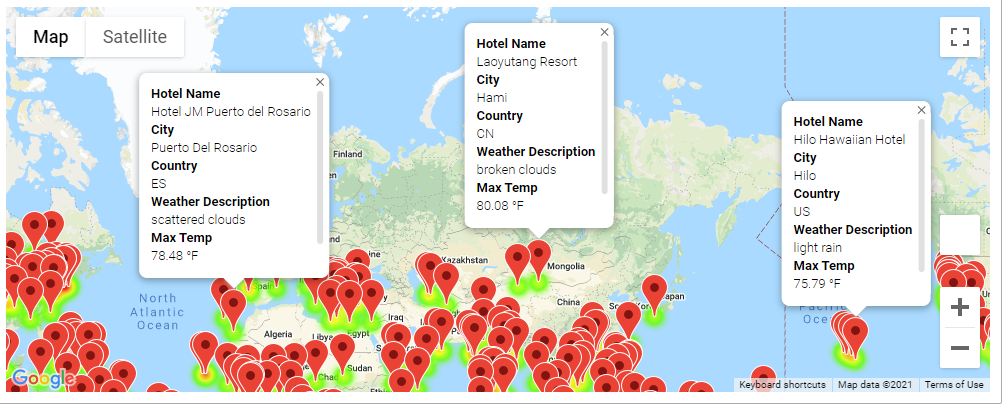 Map
Satellite
Hotel Name
Hotel JM Puerto del Rosario
City
Puerto Del Rosario
Country
ES
Weather Description
scattered clouds
Max Temp
78.48 °F
Hotel Name
Laoyutang Resort
City
Hami
Country
CN
Weather Description
broken clouds
Max Temp
80.08 °F
Hotel Name
Hilo Hawaiian Hotel
City
Hilo
Country
US
Weather Description
light rain
Max Temp
75.79 °F
Finland
Kazakhstan
Mongolia
Spain
China
Japan
North
Atlantic
Ocean
Algeria
Libya
Egypt
Iraq
Sudan
Pacific
Ocean
Google
Keyboard shortcuts
Map data ©2021
Terms of Use